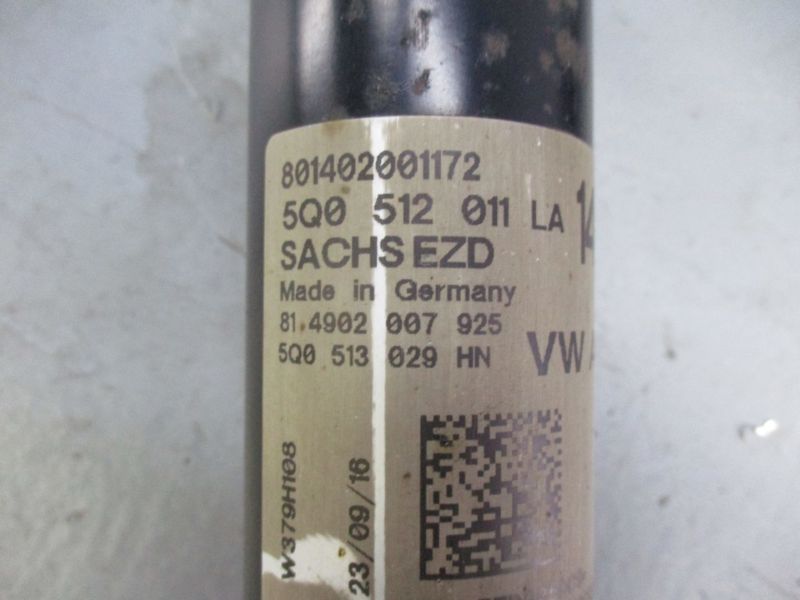 801402001172
5Q0 512 011 LA 14
SACHS EZD
Made in Germany
81 4902 007 925
5Q0 513 029 HN VW A
W379H108
23/09/16